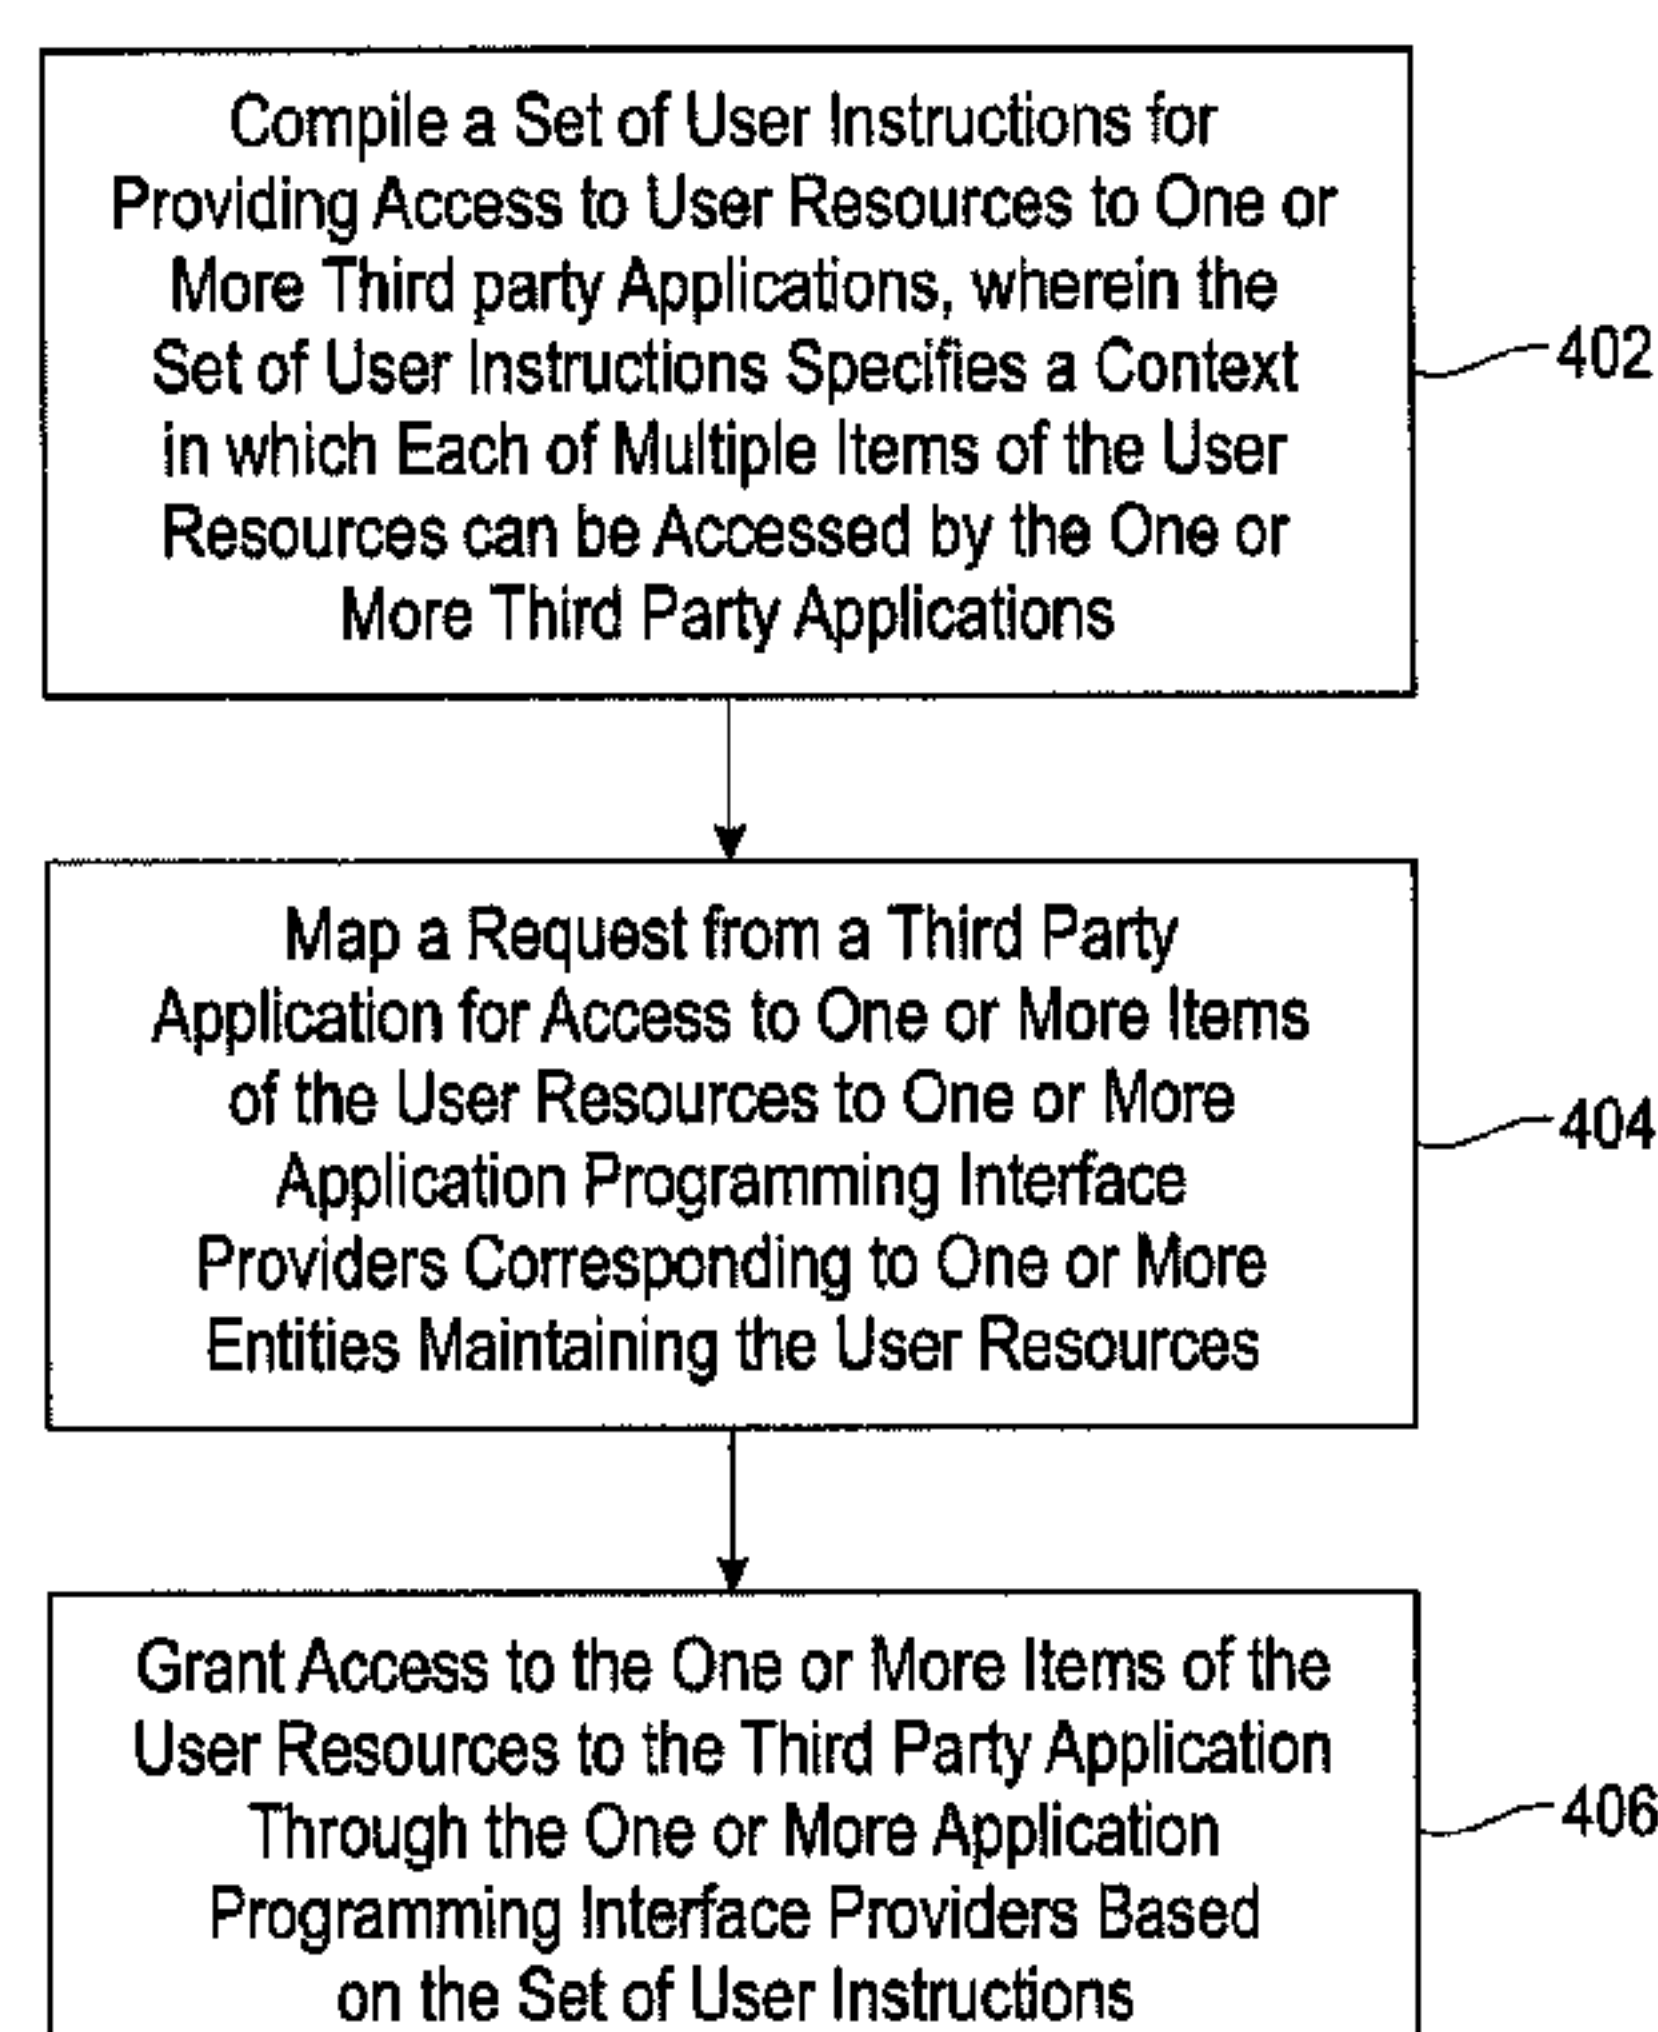 Compile a Set of User Instructions for
Providing Access to User Resources to One or
More Third party Applications, wherein the
Set of User Instructions Specifies a Context
in which Each of Multiple Items of the User
Resources can be Accessed by the One or
More Third Party Applications
402
Map a Request from a Third Party
Application for Access to One or More Items
of the User Resources to One or More
Application Programming Interface
Providers Corresponding to One or More
Entities Maintaining the User Resources
404
Grant Access to the One or More Items of the
User Resources to the Third Party Application
Through the One or More Application
Programming Interface Providers Based
on the Set of User Instructions
406